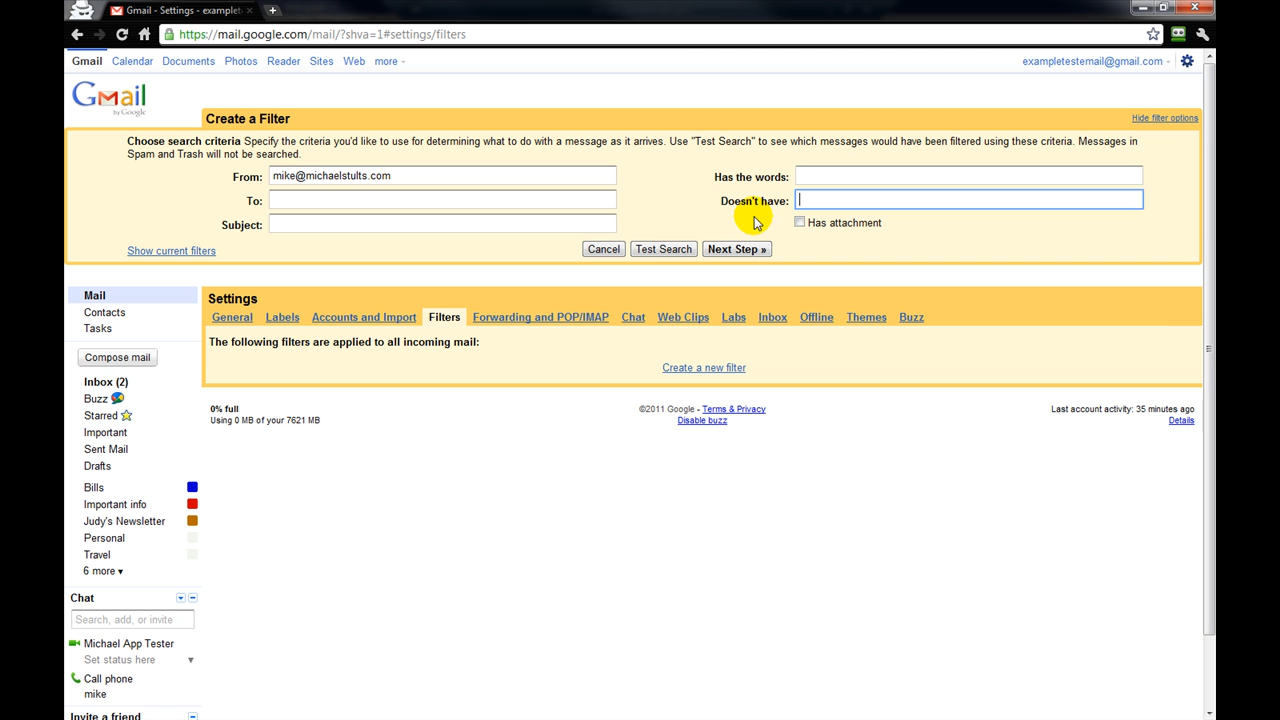 Gmail - Settings - example
https://mail.google.com/mail/?shva=1#settings/filters
Gmail Calendar Documents Photos Reader Sites Web more
exampletestemail@gmail.com
Gmail
by Google
Create a Filter
Hide filter options
Choose search criteria Specify the criteria you'd like to use for determining what to do with a message as it arrives. Use "Test Search" to see which messages would have been filtered using these criteria. Messages in
Spam and Trash will not be searched.
From: mike@michaelstults.com
Has the words:
To:
Doesn't have:
Subject:
Has attachment
Show current filters
Cancel Test Search Next Step »
Mail
Contacts
Tasks
Compose mail
Inbox (2)
Buzz
Starred
Important
Sent Mail
Drafts
Bills
Important info
Judy's Newsletter
Personal
Travel
6 more ▾
Chat
Search, add, or invite
Michael App Tester
Set status here
Call phone
mike
Invite a friend
Settings
General Labels Accounts and Import Filters Forwarding and POP/IMAP Chat Web Clips Labs Inbox Offline Themes Buzz
The following filters are applied to all incoming mail:
Create a new filter
0% full
Using 0 MB of your 7621 MB
©2011 Google - Terms & Privacy
Disable buzz
Last account activity: 35 minutes ago
Details